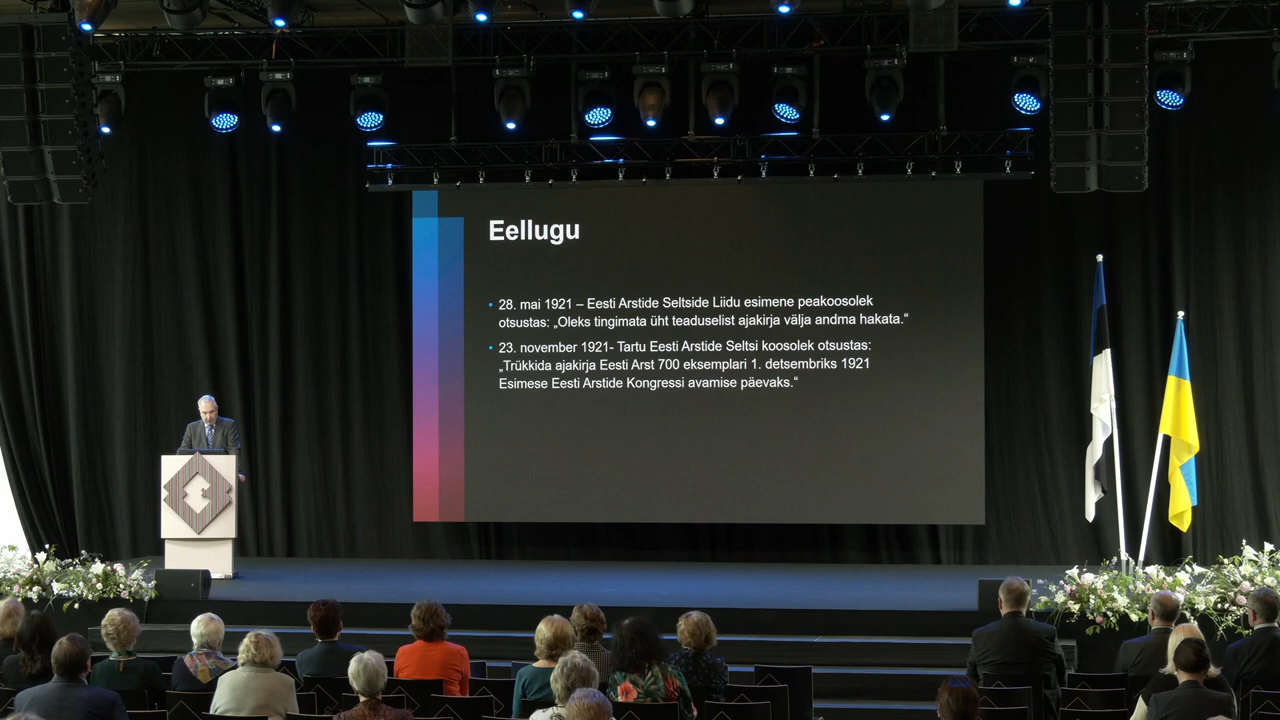 Eellugu
• 28. mai 1921 – Eesti Arstide Seltside Liidu esimene peakoosolek
otsustas: „Oleks tingimata üht teaduselist ajakirja välja andma hakata.“
• 23. november 1921- Tartu Eesti Arstide Seltsi koosolek otsustas:
„Trükkida ajakirja Eesti Arst 700 eksemplari 1. detsembriks 1921
Esimese Eesti Arstide Kongressi avamise päevaks.“